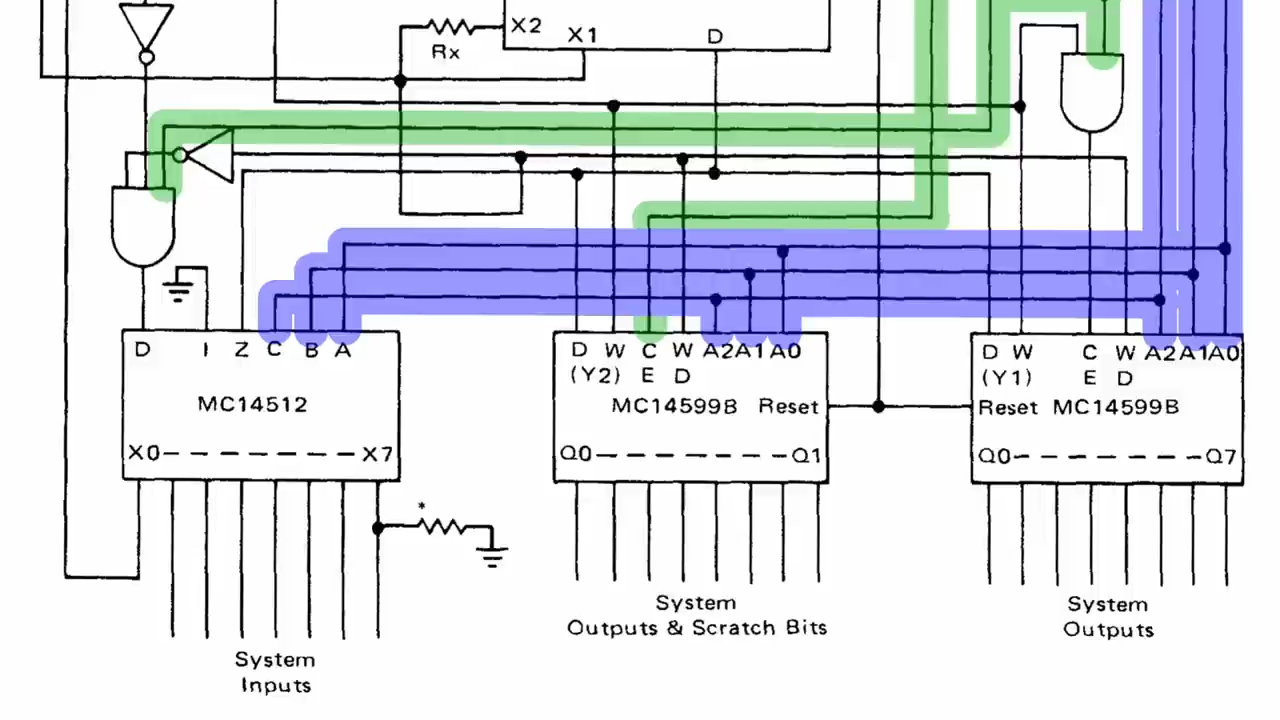 X2
X1
D
Rx
D I Z C B A
MC14512
X0 X7
*
System
Inputs
D W C W A2 A1 A0
(Y2) E D
MC14599B Reset
Q0 Q1
System
Outputs & Scratch Bits
D W C W A2 A1 A0
(Y1) E D
Reset MC14599B
Q0 Q7
System
Outputs